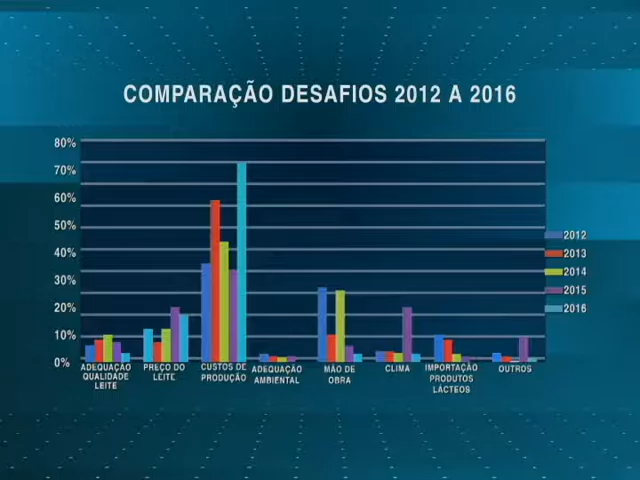 COMPARAÇÃO DESAFIOS 2012 A 2016
80%
70%
60%
50%
40%
30%
20%
10%
0%
2012
2013
2014
2015
2016
ADEQUAÇÃO
QUALIDADE
LEITE
PREÇO DO
LEITE
CUSTOS DE
PRODUÇÃO
ADEQUAÇÃO
AMBIENTAL
MÃO DE
OBRA
CLIMA
IMPORTAÇÃO
PRODUTOS
LÁCTEOS
OUTROS